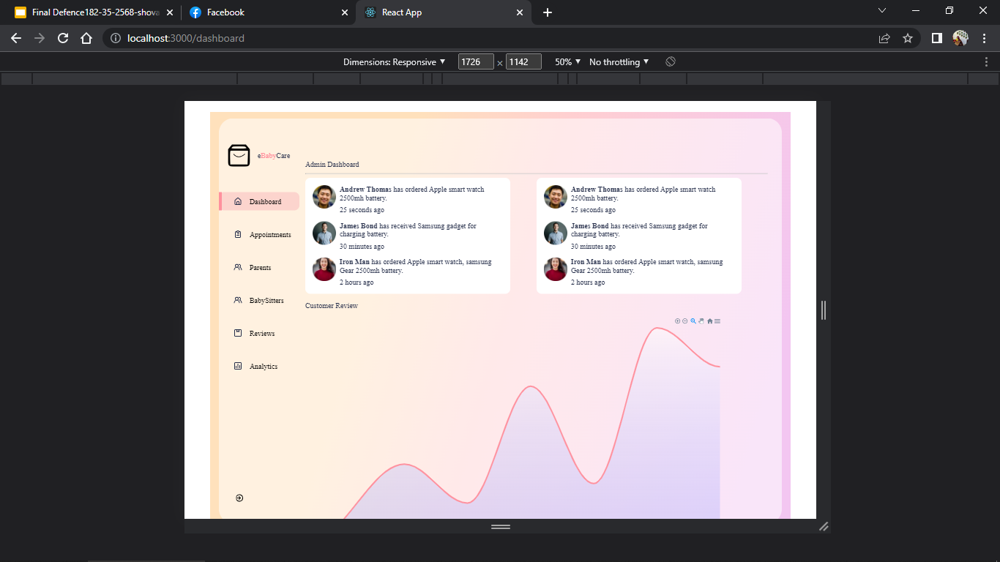 Final Defence182-35-2568-shova
Facebook
React App
localhost:3000/dashboard
Dimensions: Responsive
1726 × 1142
50%
No throttling
eBabyCare
Admin Dashboard
Dashboard
Appointments
Parents
BabySitters
Reviews
Analytics
Andrew Thomas has ordered Apple smart watch
2500mh battery.
25 seconds ago
James Bond has received Samsung gadget for
charging battery.
30 minutes ago
Iron Man has ordered Apple smart watch, samsung
Gear 2500mh battery.
2 hours ago
Andrew Thomas has ordered Apple smart watch
2500mh battery.
25 seconds ago
James Bond has received Samsung gadget for
charging battery.
30 minutes ago
Iron Man has ordered Apple smart watch, samsung
Gear 2500mh battery.
2 hours ago
Customer Review